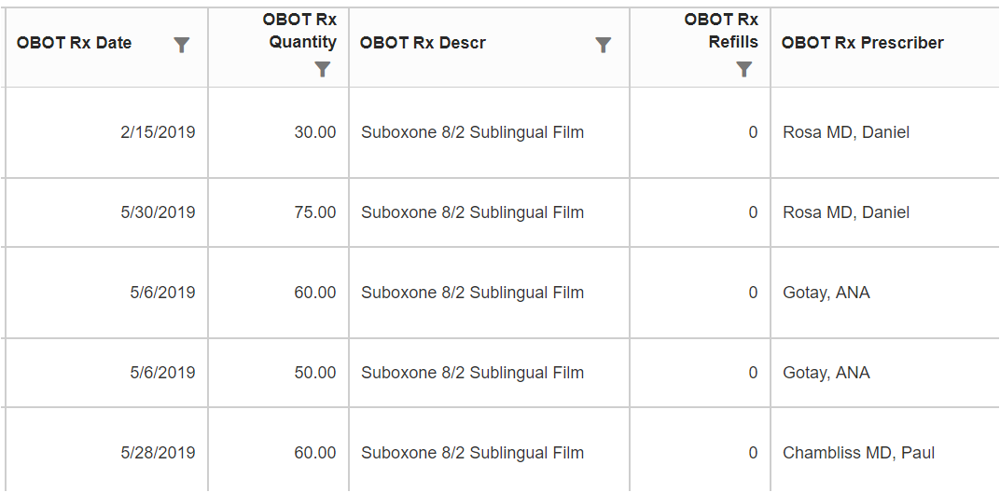 OBOT Rx Date
OBOT Rx
Quantity
OBOT Rx Descr
OBOT Rx
Refills
OBOT Rx Prescriber
2/15/2019 30.00 Suboxone 8/2 Sublingual Film 0 Rosa MD, Daniel
5/30/2019 75.00 Suboxone 8/2 Sublingual Film 0 Rosa MD, Daniel
5/6/2019 60.00 Suboxone 8/2 Sublingual Film 0 Gotay, ANA
5/6/2019 50.00 Suboxone 8/2 Sublingual Film 0 Gotay, ANA
5/28/2019 60.00 Suboxone 8/2 Sublingual Film 0 Chambliss MD, Paul